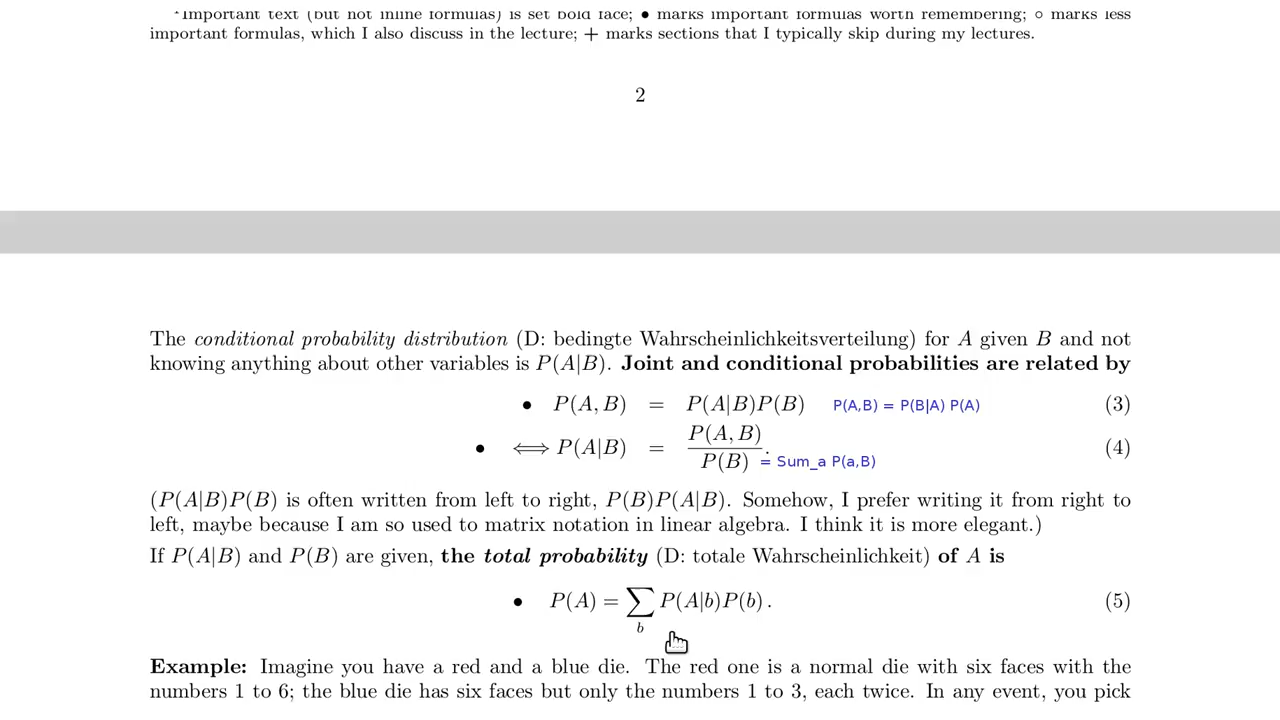 *Important text (but not inline formulas) is set bold face; • marks important formulas worth remembering; ○ marks less
important formulas, which I also discuss in the lecture; + marks sections that I typically skip during my lectures.
2
The conditional probability distribution (D: bedingte Wahrscheinlichkeitsverteilung) for A given B and not
knowing anything about other variables is P(A|B). Joint and conditional probabilities are related by
• P(A, B) = P(A|B)P(B) P(A,B) = P(B|A) P(A) (3)
• ⟺ P(A|B) = P(A, B) / P(B) . = Sum_a P(a,B) (4)
(P(A|B)P(B) is often written from left to right, P(B)P(A|B). Somehow, I prefer writing it from right to
left, maybe because I am so used to matrix notation in linear algebra. I think it is more elegant.)
If P(A|B) and P(B) are given, the total probability (D: totale Wahrscheinlichkeit) of A is
• P(A) = ∑_b P(A|b)P(b) . (5)
Example: Imagine you have a red and a blue die. The red one is a normal die with six faces with the
numbers 1 to 6; the blue die has six faces but only the numbers 1 to 3, each twice. In any event, you pick